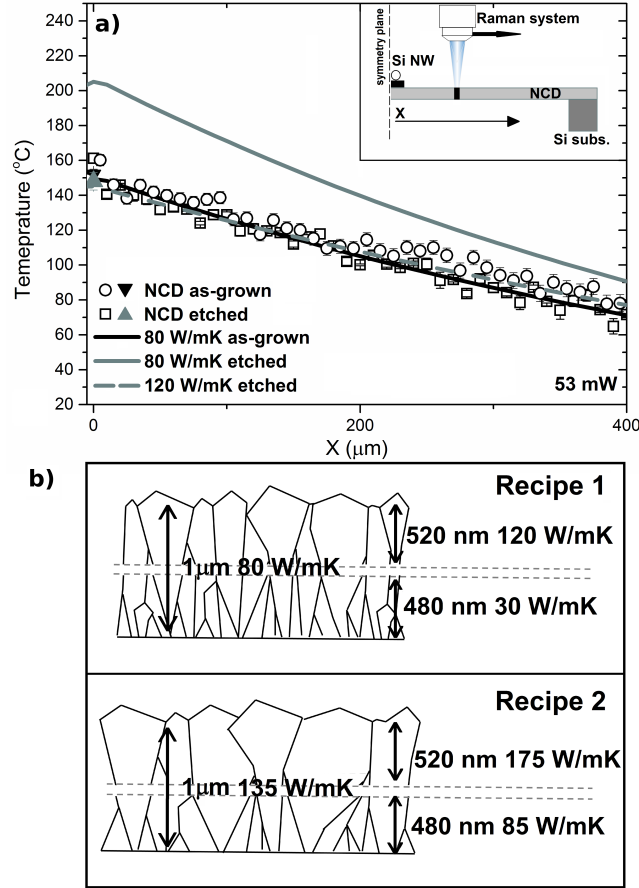 a)
symmetry plane
Raman system
Si NW
NCD
X
Si subs.
Temeprature (°C)
220
200
180
160
140
120
100
80
60
40
20
NCD as-grown
NCD etched
80 W/mK as-grown
80 W/mK etched
120 W/mK etched
53 mW
0
200
400
X (μm)
b)
Recipe 1
520 nm 120 W/mK
1μm 80 W/mK
480 nm 30 W/mK
Recipe 2
520 nm 175 W/mK
1μm 135 W/mK
480 nm 85 W/mK